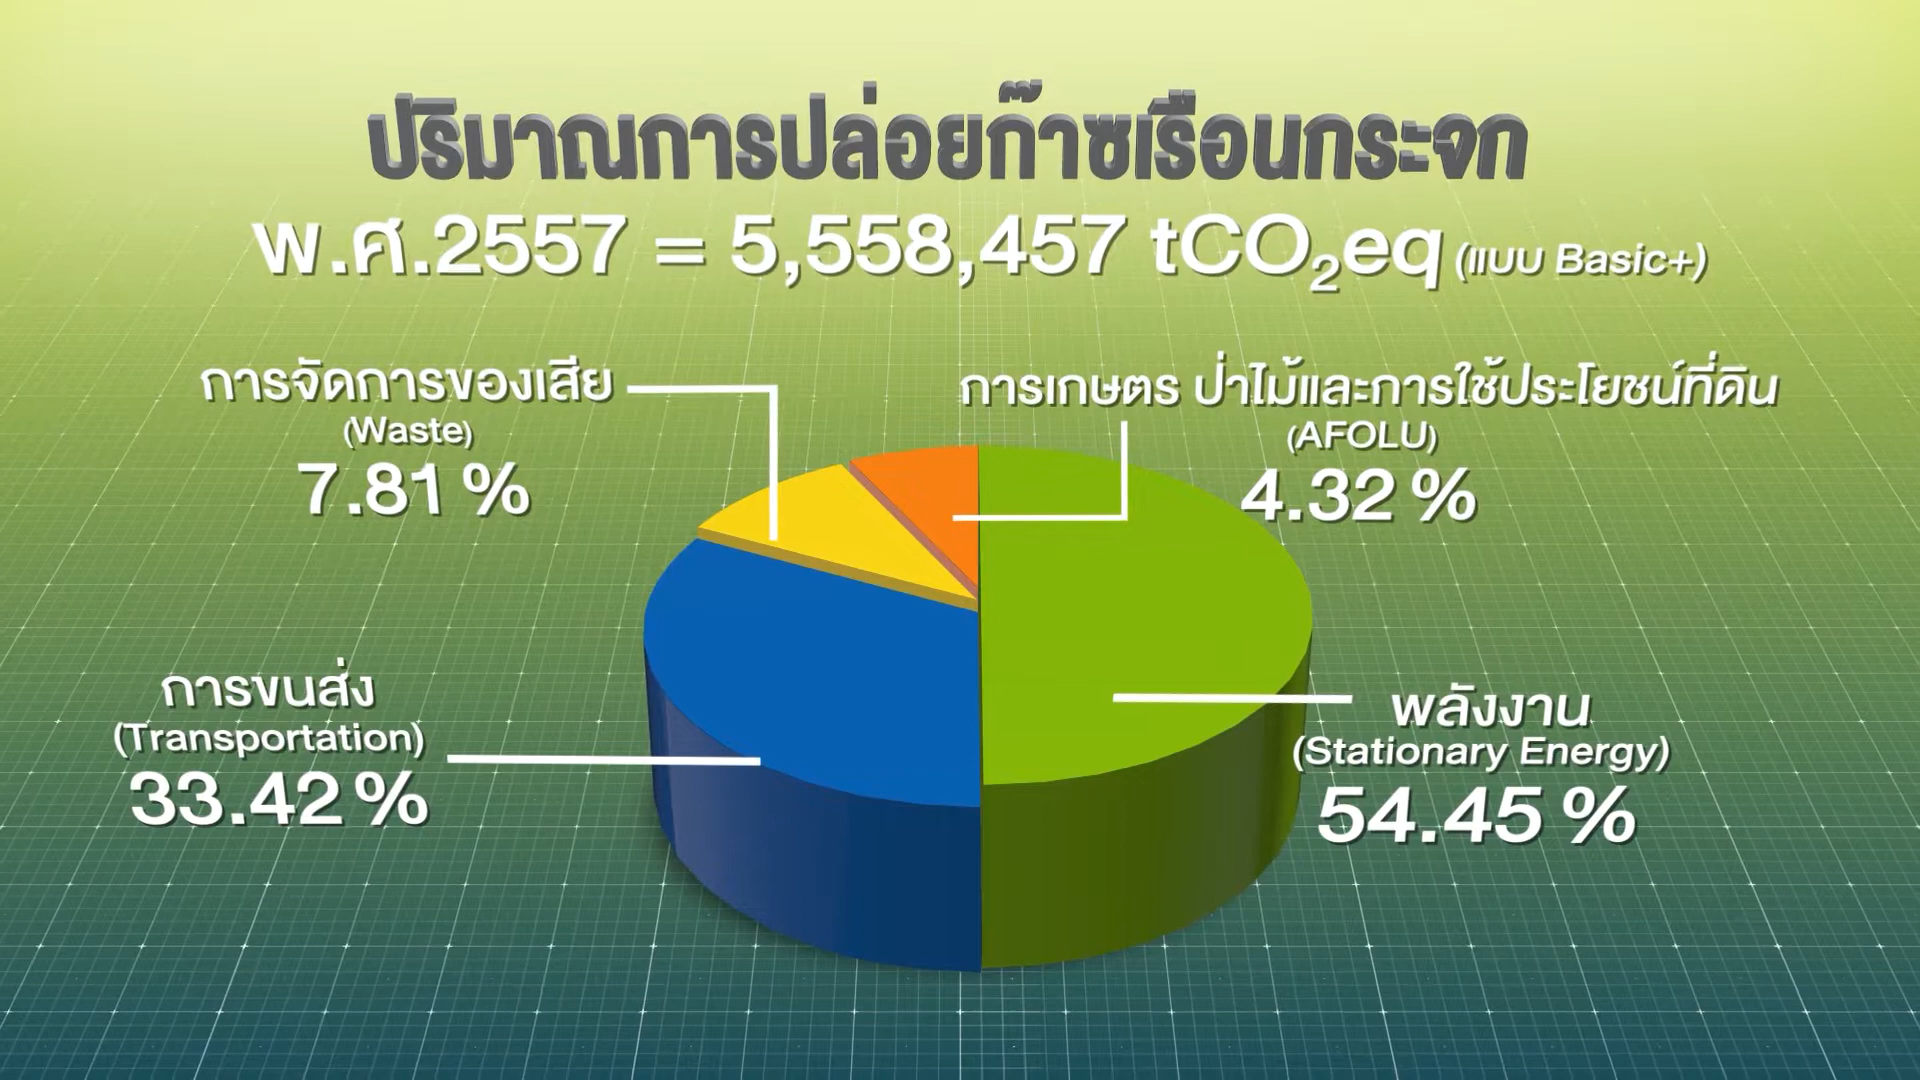 ปริมาณการปล่อยก๊าซเรือนกระจก
พ.ศ.2557 = 5,558,457 tCO₂eq (แบบ Basic+)
การจัดการของเสีย
(Waste)
7.81 %
การเกษตร ป่าไม้และการใช้ประโยชน์ที่ดิน
(AFOLU)
4.32 %
การขนส่ง
(Transportation)
33.42 %
พลังงาน
(Stationary Energy)
54.45 %